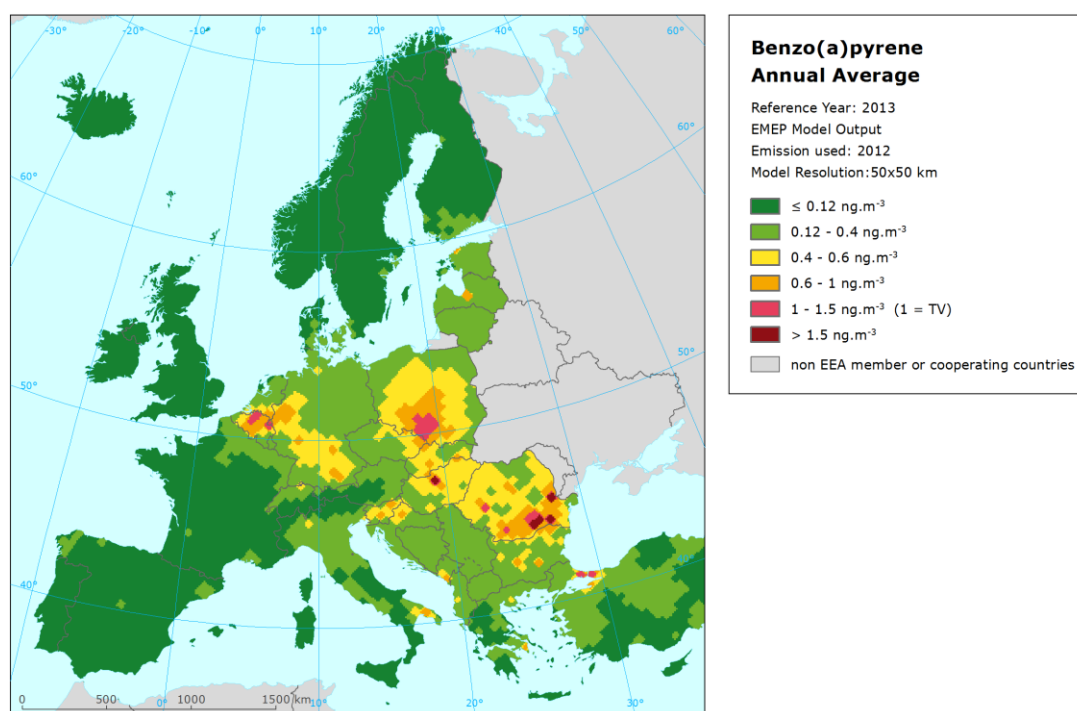 -30° -20° -10° 0° 10° 20° 30° 40° 50° 60°
60°
60°
50°
50°
40°
40°
0 500 1000 1500 km
0° 10° 20° 30°
Benzo(a)pyrene
Annual Average
Reference Year: 2013
EMEP Model Output
Emission used: 2012
Model Resolution:50x50 km
≤ 0.12 ng.m⁻³
0.12 - 0.4 ng.m⁻³
0.4 - 0.6 ng.m⁻³
0.6 - 1 ng.m⁻³
1 - 1.5 ng.m⁻³ (1 = TV)
> 1.5 ng.m⁻³
non EEA member or cooperating countries